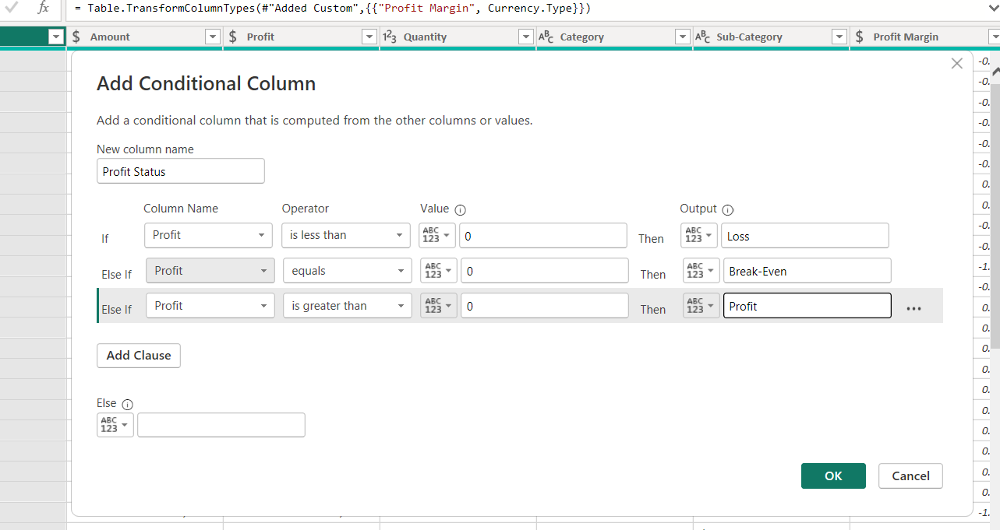 fx = Table.TransformColumnTypes(#"Added Custom",{{"Profit Margin", Currency.Type}})
$ Amount $ Profit 123 Quantity ABC Category ABC Sub-Category $ Profit Margin
Add Conditional Column
Add a conditional column that is computed from the other columns or values.
New column name
Profit Status
Column Name Operator Value Output
If Profit is less than ABC 123 0 Then ABC 123 Loss
Else If Profit equals ABC 123 0 Then ABC 123 Break-Even
Else If Profit is greater than ABC 123 0 Then ABC 123 Profit ...
Add Clause
Else
ABC 123
OK Cancel
-0.
-0.
-0.
-0.
-0.
-0.
0.
0.
-0.
-0.
-1.
-0.
0.
0.
0.
0.
0.
0.
0.
0.
0.
0.
-1.